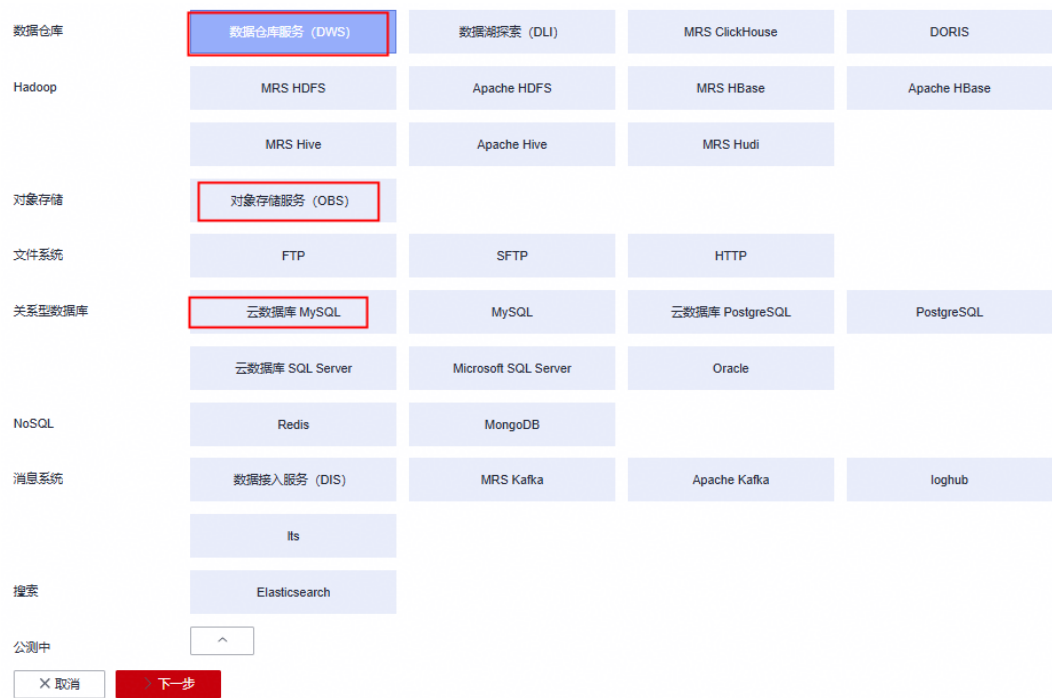 数据仓库 数据仓库服务（DWS） 数据湖探索（DLI） MRS ClickHouse DORIS
Hadoop MRS HDFS Apache HDFS MRS HBase Apache HBase
MRS Hive Apache Hive MRS Hudi
对象存储 对象存储服务（OBS）
文件系统 FTP SFTP HTTP
关系型数据库 云数据库 MySQL MySQL 云数据库 PostgreSQL PostgreSQL
云数据库 SQL Server Microsoft SQL Server Oracle
NoSQL Redis MongoDB
消息系统 数据接入服务（DIS） MRS Kafka Apache Kafka loghub
lts
搜索 Elasticsearch
公测中
取消 下一步